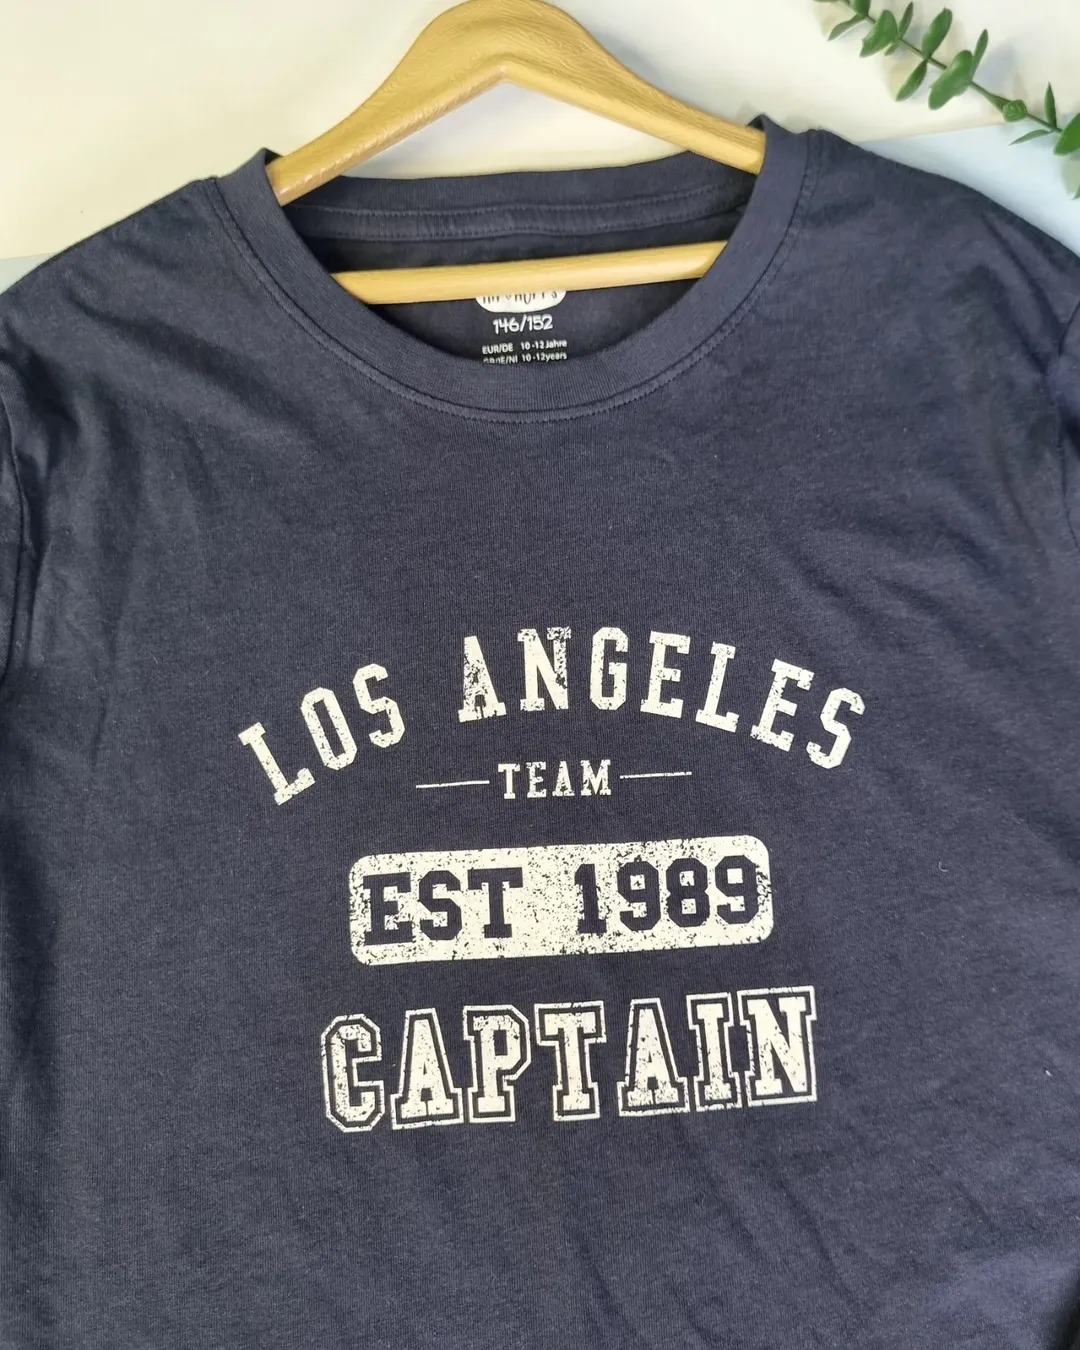 146/152
EUR/DE 10-12 Jahre
10-12years
LOS ANGELES
TEAM
EST 1989
CAPTAIN